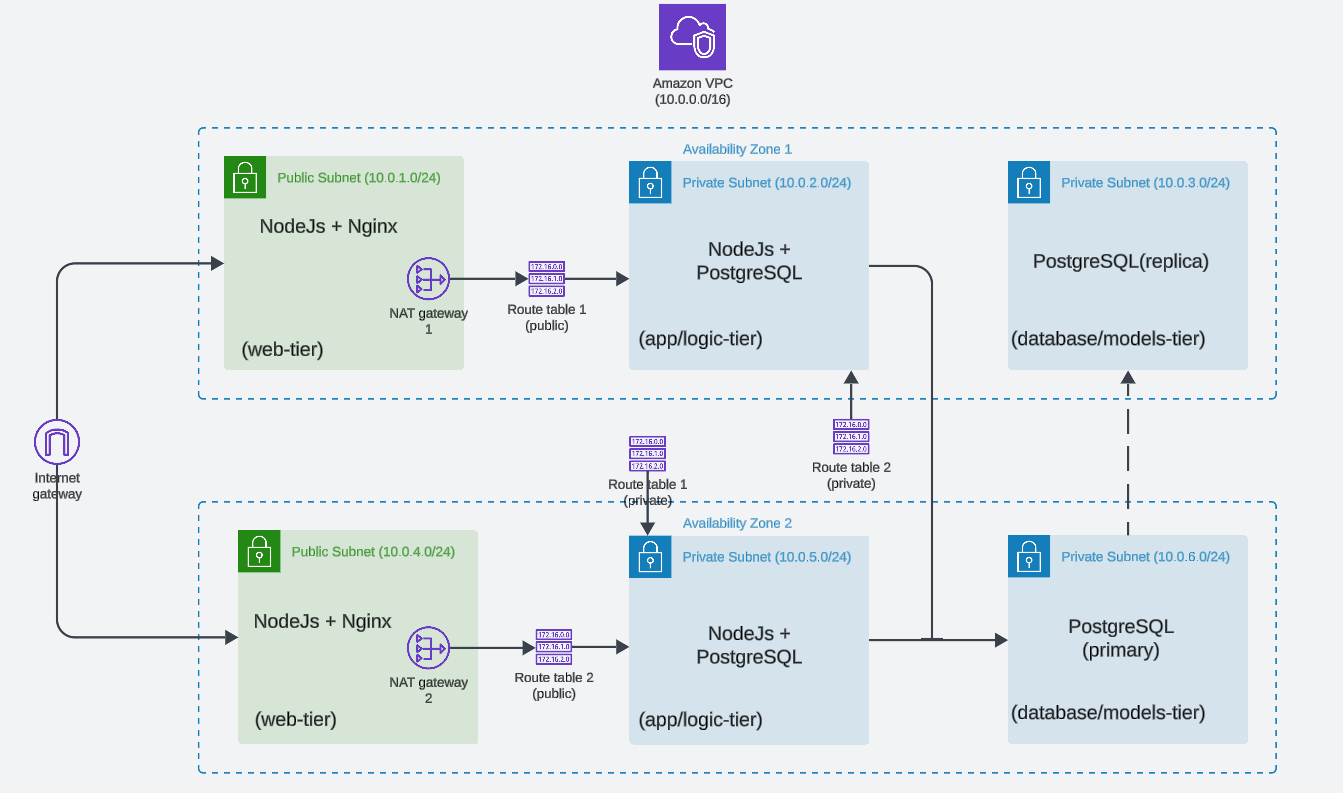 Amazon VPC
(10.0.0.0/16)
Availability Zone 1
Public Subnet (10.0.1.0/24)
NodeJs + Nginx
NAT gateway
1
(web-tier)
172.16.0.0
172.16.1.0
172.16.2.0
Route table 1
(public)
Private Subnet (10.0.2.0/24)
NodeJs +
PostgreSQL
(app/logic-tier)
Private Subnet (10.0.3.0/24)
PostgreSQL(replica)
(database/models-tier)
Internet
gateway
172.16.0.0
172.16.1.0
172.16.2.0
Route table 1
(private)
172.16.0.0
172.16.1.0
172.16.2.0
Route table 2
(private)
Availability Zone 2
Public Subnet (10.0.4.0/24)
NodeJs + Nginx
NAT gateway
2
(web-tier)
172.16.0.0
172.16.1.0
172.16.2.0
Route table 2
(public)
Private Subnet (10.0.5.0/24)
NodeJs +
PostgreSQL
(app/logic-tier)
Private Subnet (10.0.6.0/24)
PostgreSQL
(primary)
(database/models-tier)